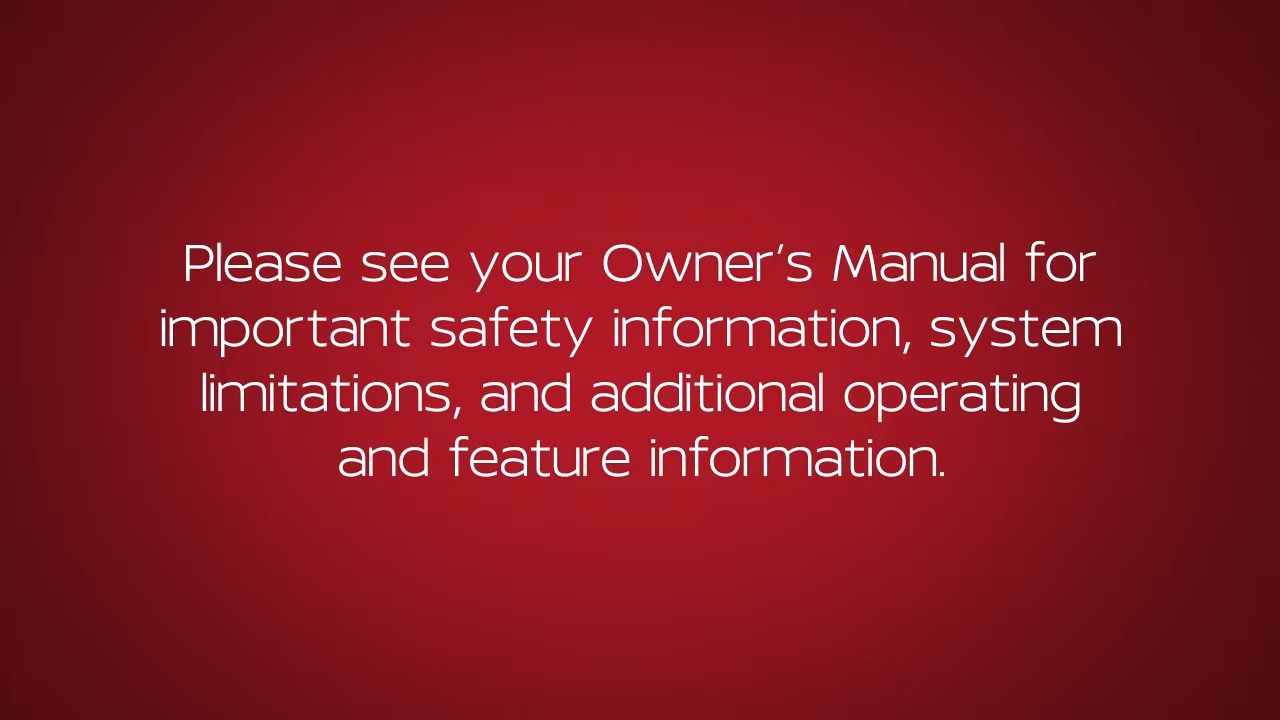 Please see your Owner’s Manual for
important safety information, system
limitations, and additional operating
and feature information.